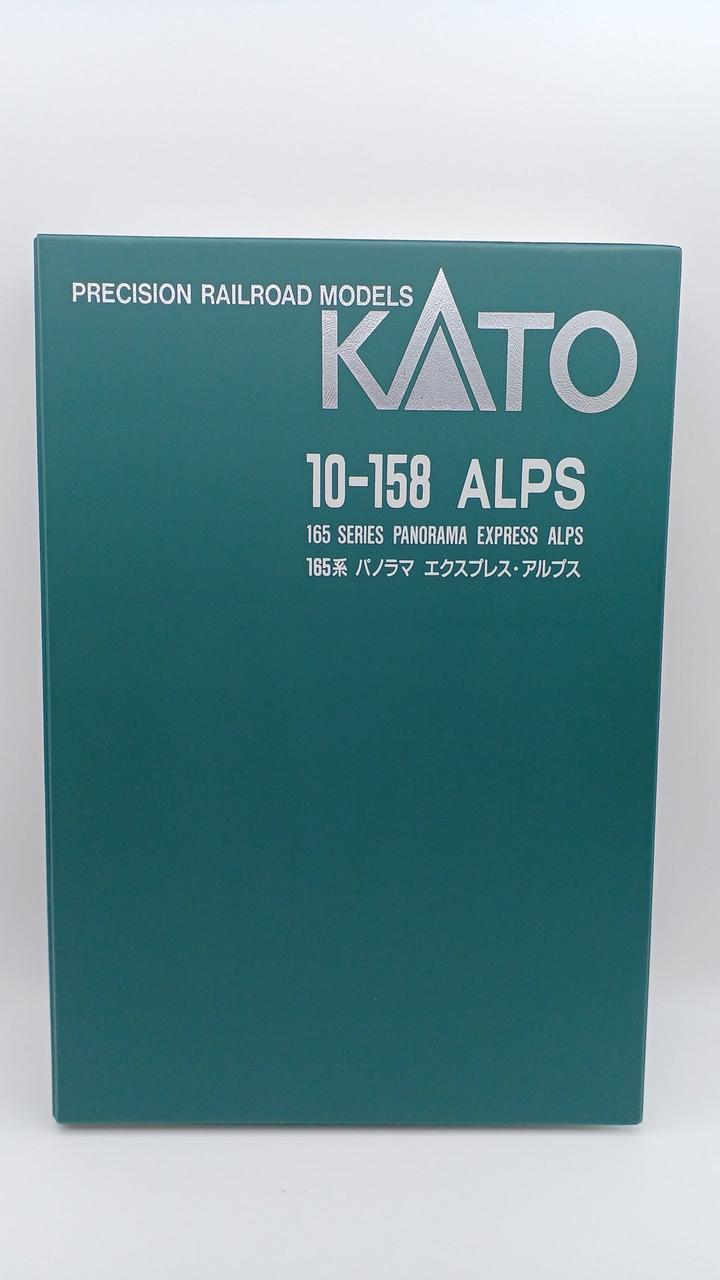 PRECISION RAILROAD MODELS
KATO
10-158 ALPS
165 SERIES PANORAMA EXPRESS ALPS
165系 パノラマ エクスプレス・アルプス